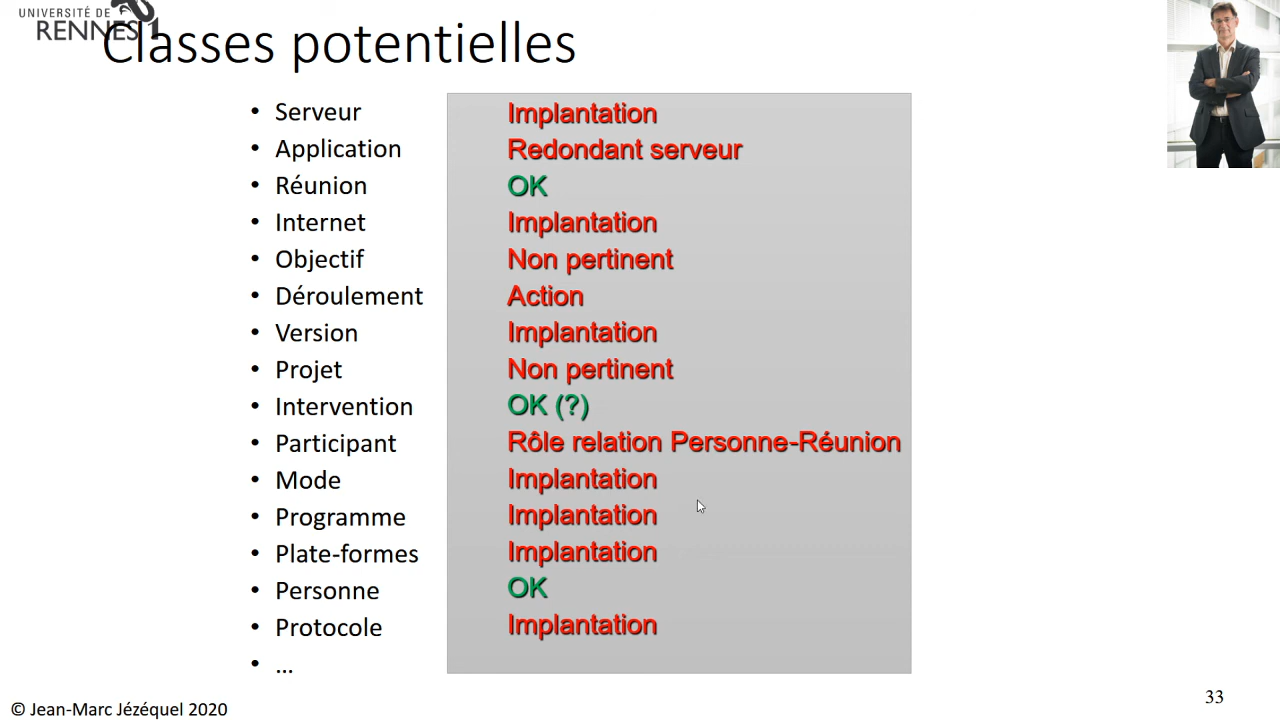 UNIVERSITÉ DE
RENNES 1
Classes potentielles
• Serveur Implantation
• Application Redondant serveur
• Réunion OK
• Internet Implantation
• Objectif Non pertinent
• Déroulement Action
• Version Implantation
• Projet Non pertinent
• Intervention OK (?)
• Participant Rôle relation Personne-Réunion
• Mode Implantation
• Programme Implantation
• Plate-formes Implantation
• Personne OK
• Protocole Implantation
• ...
© Jean-Marc Jézéquel 2020
33